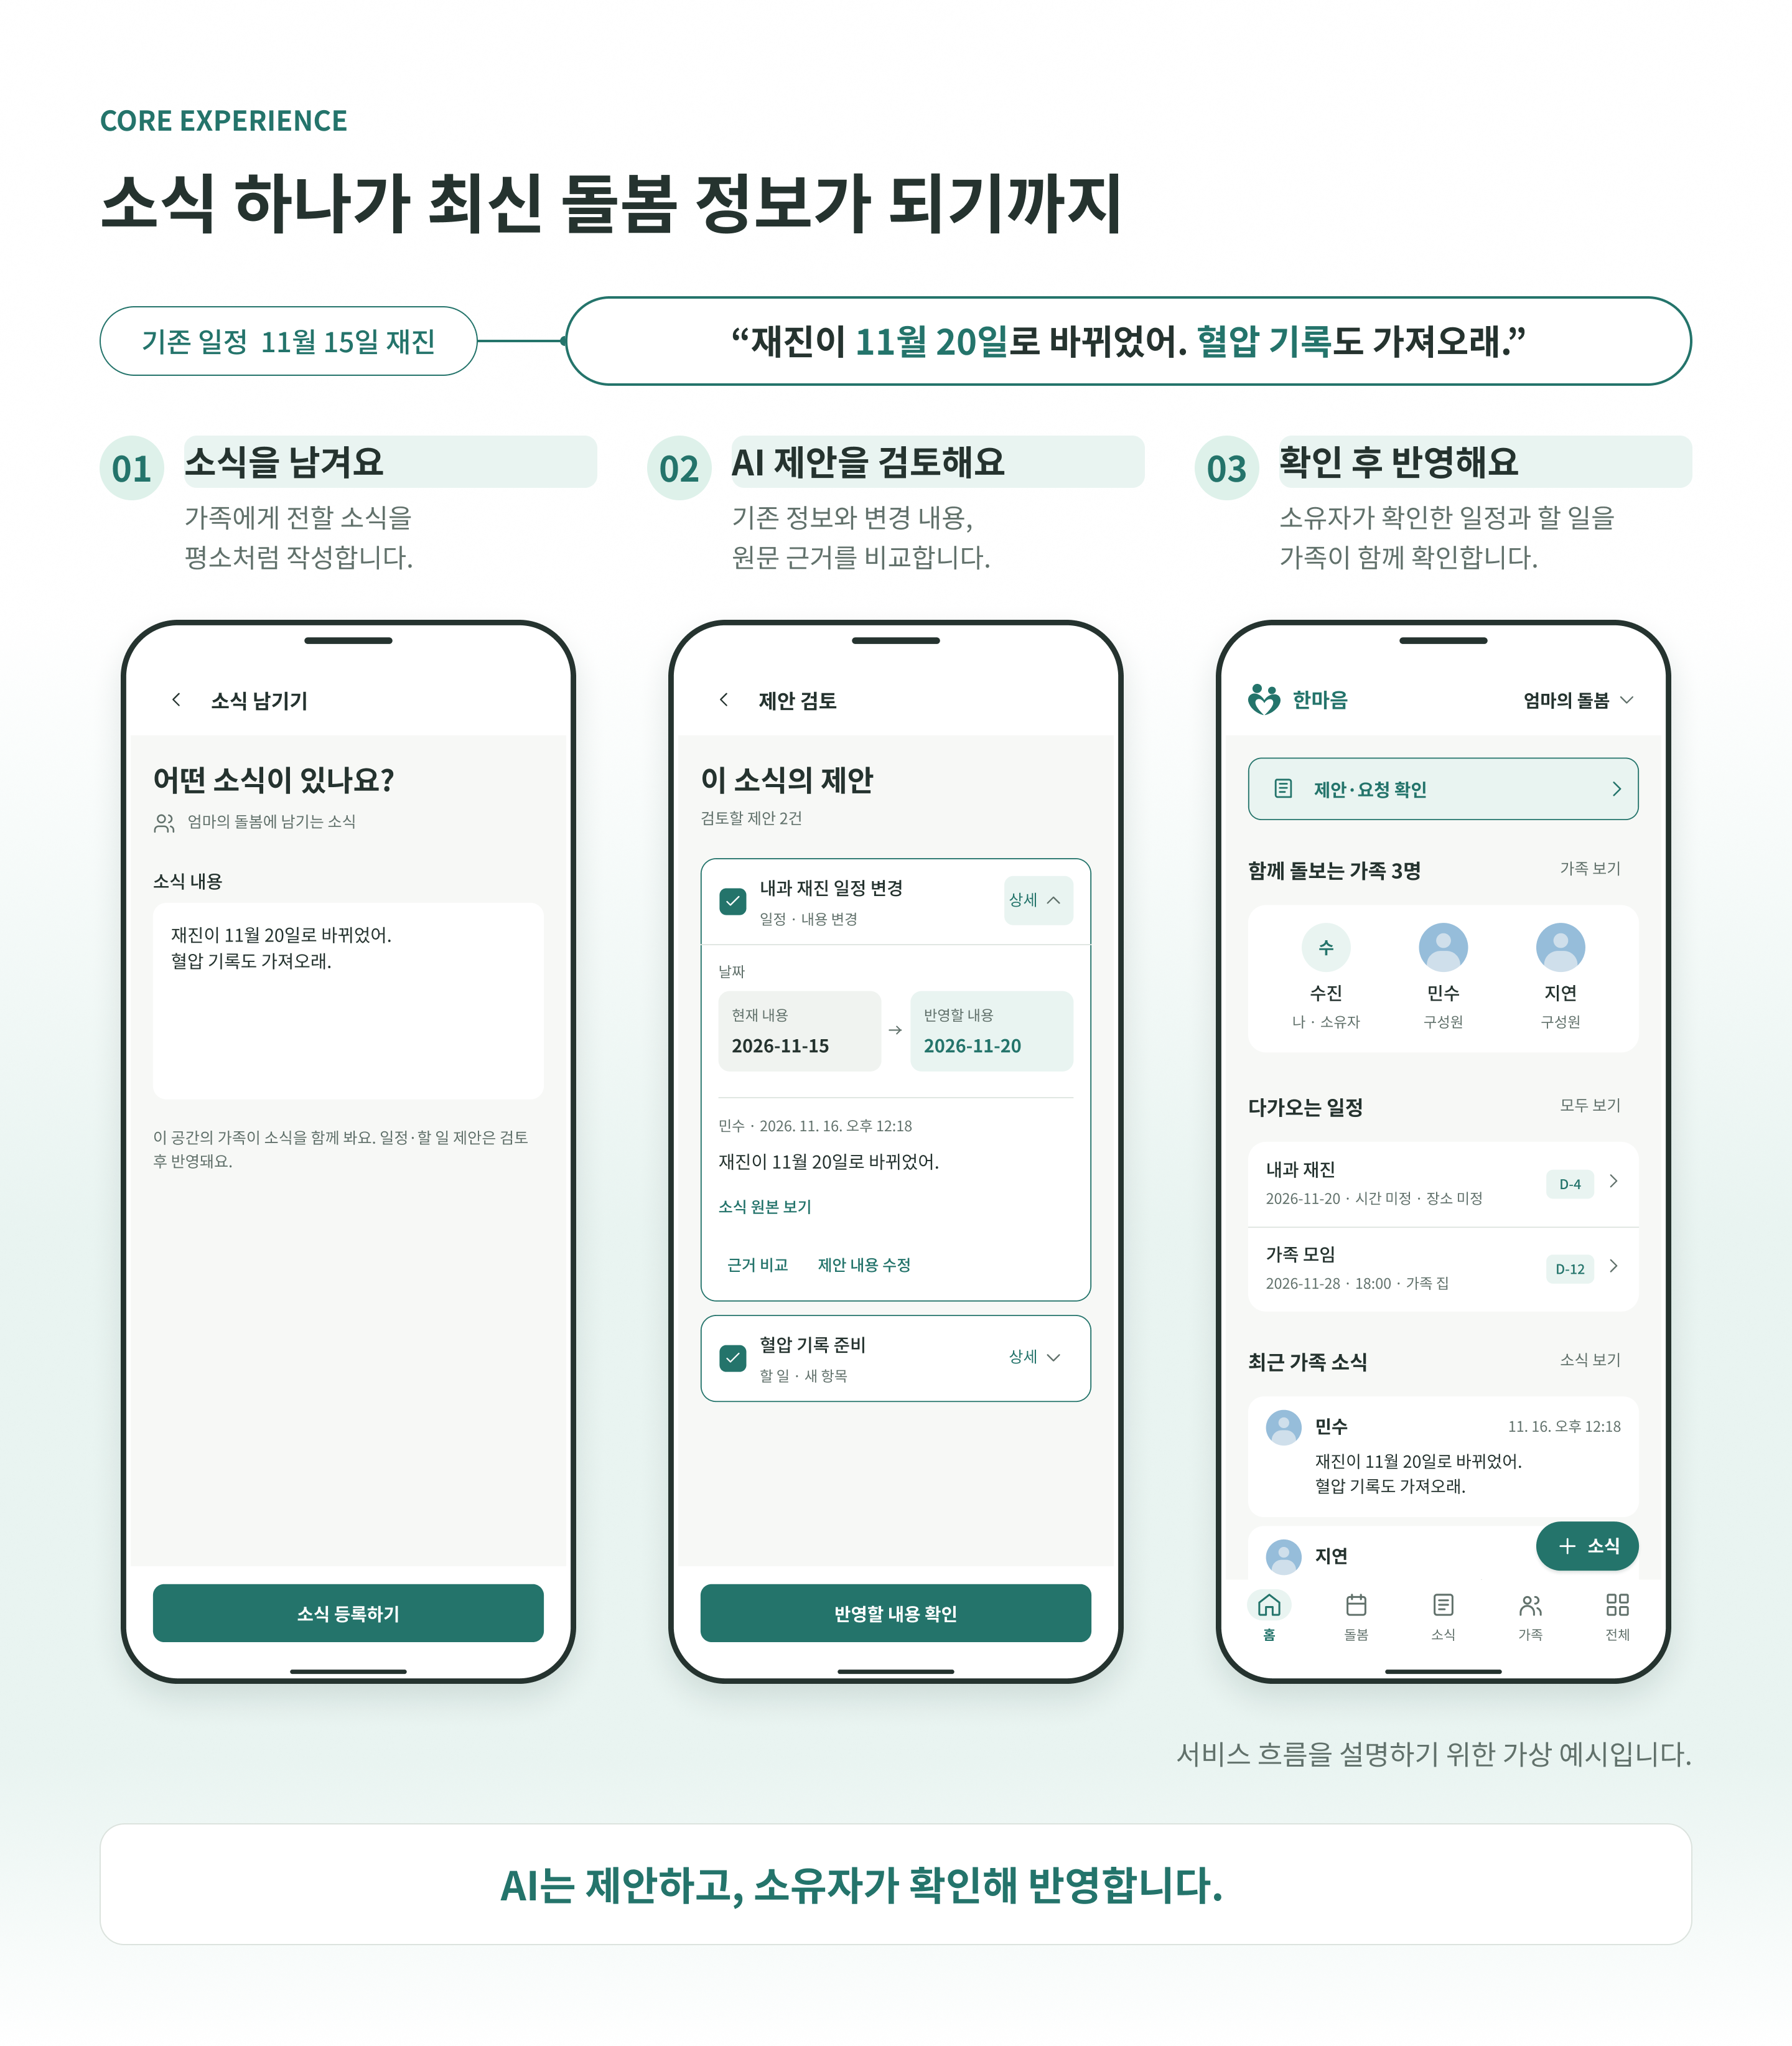 CORE EXPERIENCE
소식 하나가 최신 돌봄 정보가 되기까지
기존 일정 11월 15일 재진
“재진이 11월 20일로 바뀌었어. 혈압 기록도 가져오래.”
01
소식을 남겨요
가족에게 전할 소식을
평소처럼 작성합니다.
02
AI 제안을 검토해요
기존 정보와 변경 내용,
원문 근거를 비교합니다.
03
확인 후 반영해요
소유자가 확인한 일정과 할 일을
가족이 함께 확인합니다.
소식 남기기
어떤 소식이 있나요?
엄마의 돌봄에 남기는 소식
소식 내용
재진이 11월 20일로 바뀌었어.
혈압 기록도 가져오래.
이 공간의 가족이 소식을 함께 봐요. 일정·할 일 제안은 검토
후 반영돼요.
소식 등록하기
제안 검토
이 소식의 제안
검토할 제안 2건
내과 재진 일정 변경
일정 · 내용 변경
상세
날짜
현재 내용
2026-11-15
→
반영할 내용
2026-11-20
민수 · 2026. 11. 16. 오후 12:18
재진이 11월 20일로 바뀌었어.
소식 원본 보기
근거 비교 제안 내용 수정
혈압 기록 준비
할 일 · 새 항목
상세
반영할 내용 확인
한마음
엄마의 돌봄
제안·요청 확인
함께 돌보는 가족 3명
가족 보기
수
수진
나 · 소유자
민수
구성원
지연
구성원
다가오는 일정
모두 보기
내과 재진
2026-11-20 · 시간 미정 · 장소 미정
D-4
가족 모임
2026-11-28 · 18:00 · 가족 집
D-12
최근 가족 소식
소식 보기
민수
11. 16. 오후 12:18
재진이 11월 20일로 바뀌었어.
혈압 기록도 가져오래.
지연
+ 소식
홈
돌봄
소식
가족
전체
서비스 흐름을 설명하기 위한 가상 예시입니다.
AI는 제안하고, 소유자가 확인해 반영합니다.